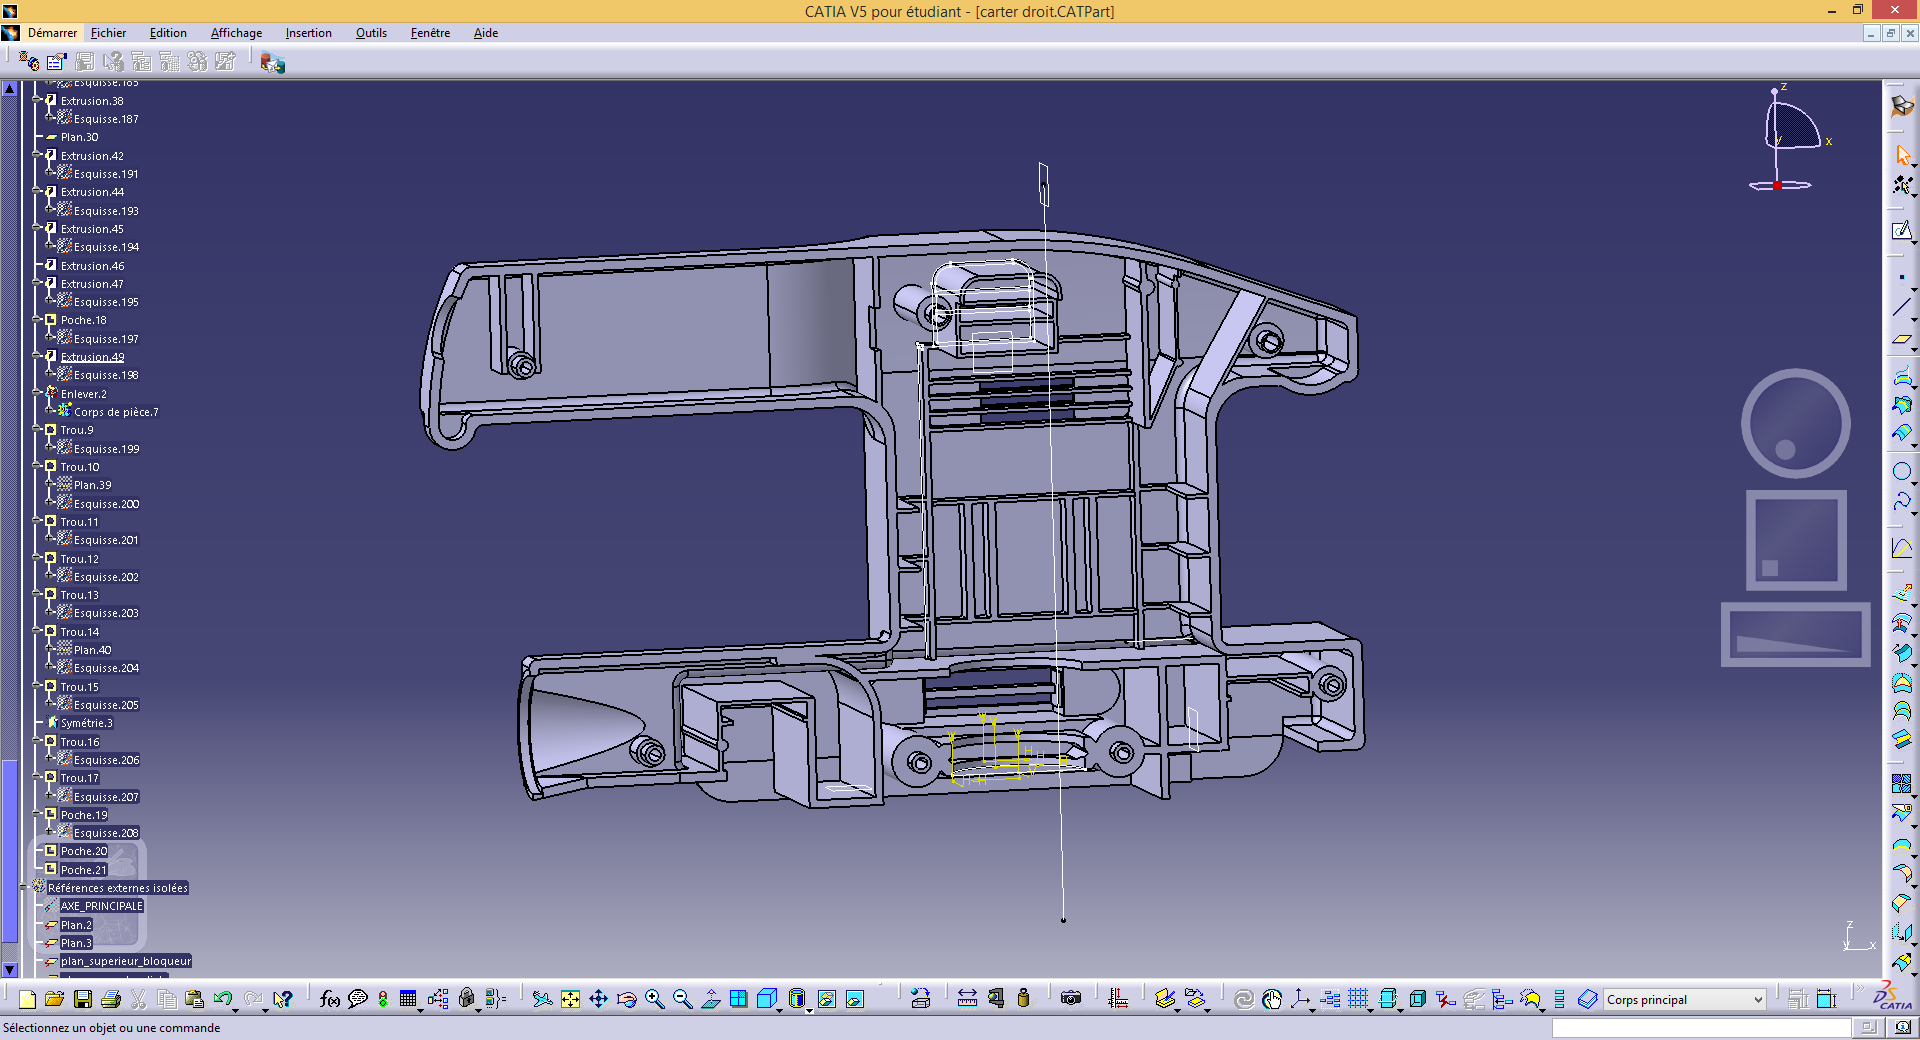 CATIA V5 pour étudiant - [carter droit.CATPart]
Démarrer Fichier Edition Affichage Insertion Outils Fenêtre Aide
Esquisse.185
Extrusion.38
Esquisse.187
Plan.30
Extrusion.42
Esquisse.191
Extrusion.44
Esquisse.193
Extrusion.45
Esquisse.194
Extrusion.46
Extrusion.47
Esquisse.195
Poche.18
Esquisse.197
Extrusion.49
Esquisse.198
Enlever.2
Corps de pièce.7
Trou.9
Esquisse.199
Trou.10
Plan.39
Esquisse.200
Trou.11
Esquisse.201
Trou.12
Esquisse.202
Trou.13
Esquisse.203
Trou.14
Plan.40
Esquisse.204
Trou.15
Esquisse.205
Symétrie.3
Trou.16
Esquisse.206
Trou.17
Esquisse.207
Poche.19
Esquisse.208
Poche.20
Poche.21
Références externes isolées
AXE_PRINCIPALE
Plan.2
Plan.3
plan_superieur_bloqueur
z
y
x
z
y
x
f(x)
Corps principal
CATIA
Sélectionnez un objet ou une commande